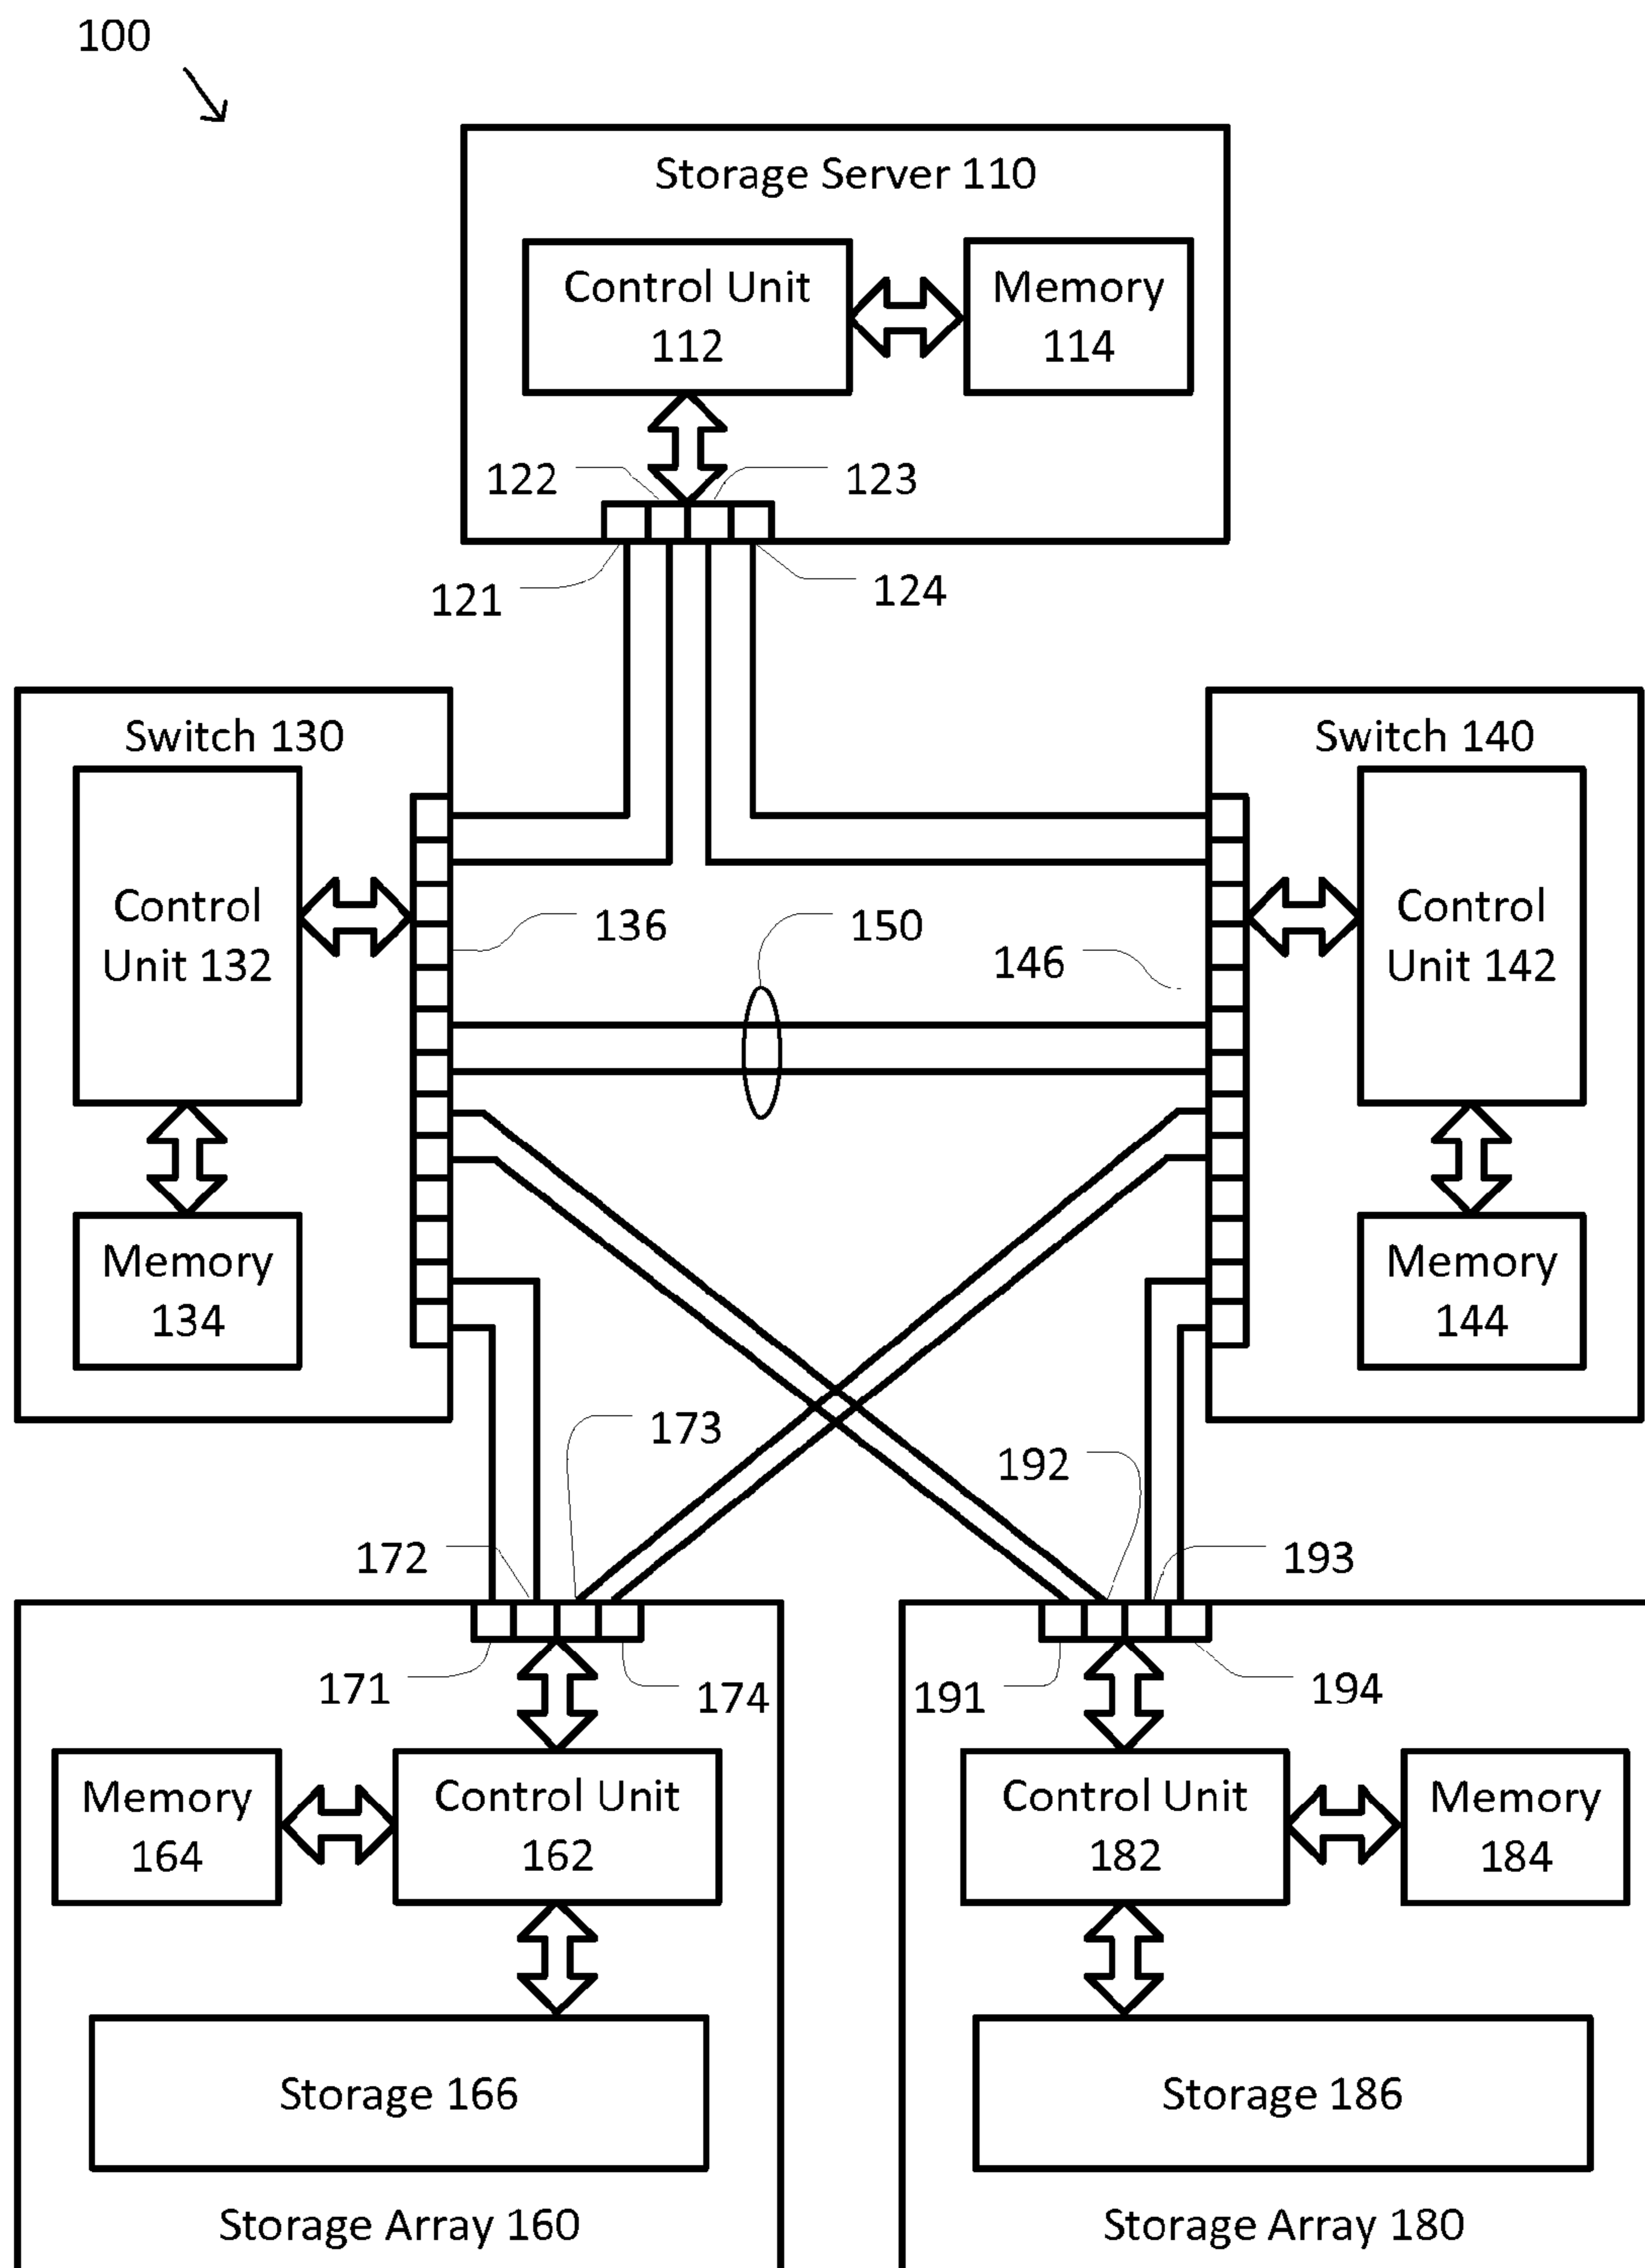 100
Storage Server 110
Control Unit
112
Memory
114
122
123
121
124
Switch 130
Switch 140
Control
Unit 132
136
150
146
Control
Unit 142
Memory
134
Memory
144
173
192
172
193
171
174
191
194
Memory
164
Control Unit
162
Control Unit
182
Memory
184
Storage 166
Storage 186
Storage Array 160
Storage Array 180